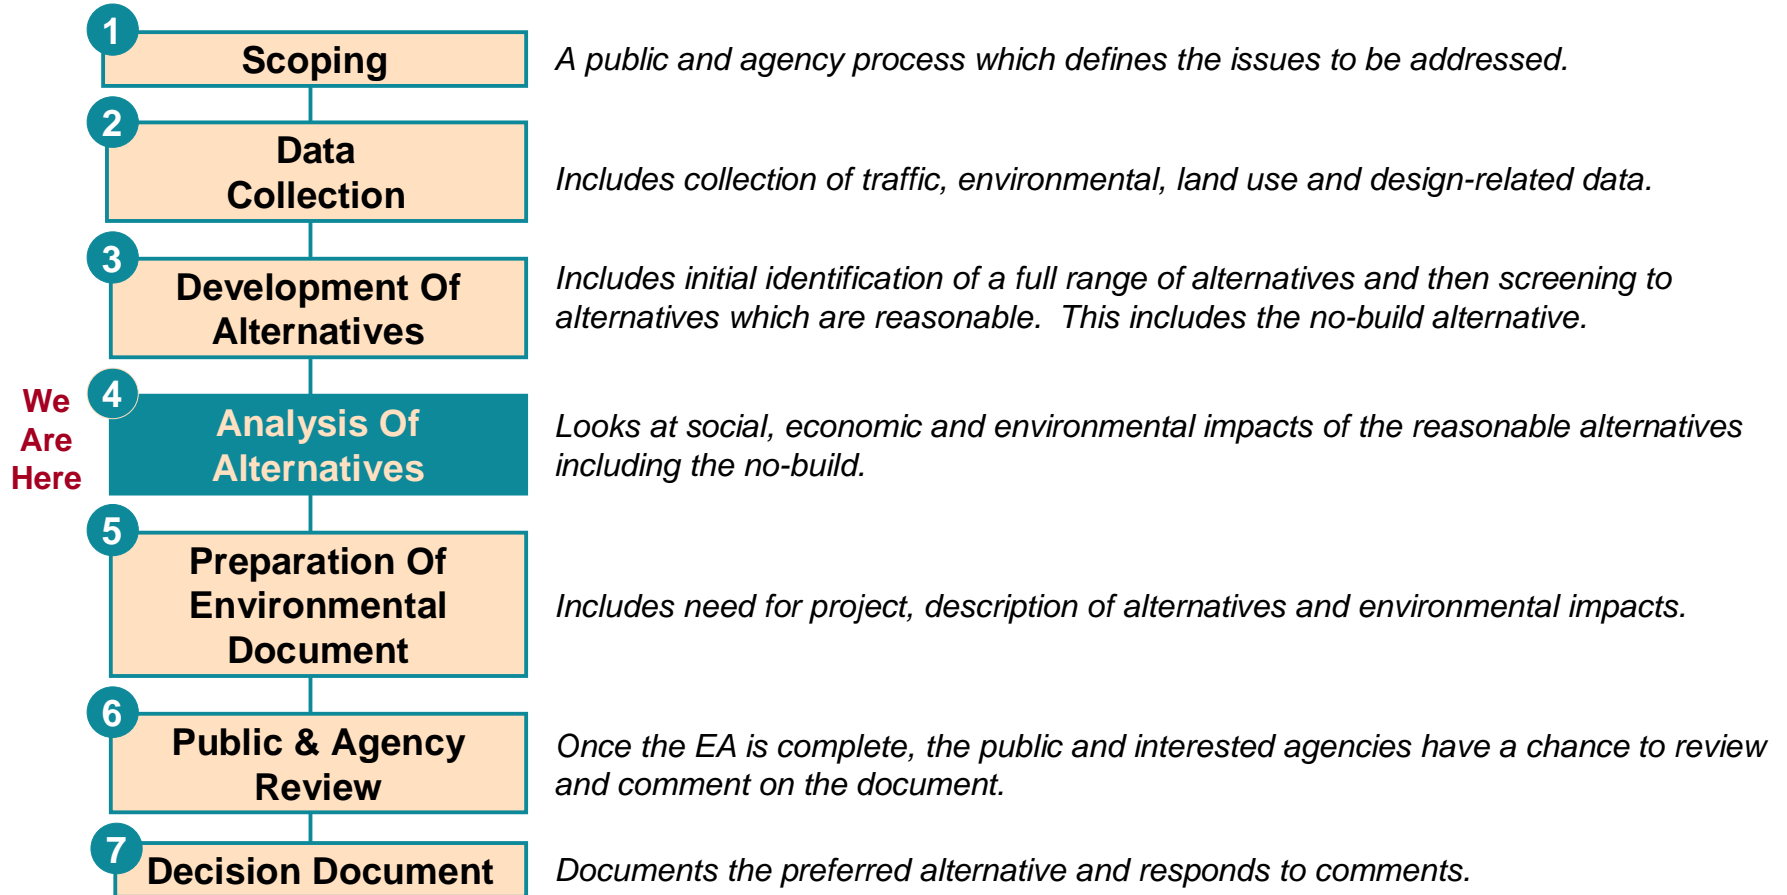 1
Scoping
A public and agency process which defines the issues to be addressed.
2
Data
Collection
Includes collection of traffic, environmental, land use and design-related data.
3
Development Of
Alternatives
Includes initial identification of a full range of alternatives and then screening to
alternatives which are reasonable.  This includes the no-build alternative.
We
Are
Here
4
Analysis Of
Alternatives
Looks at social, economic and environmental impacts of the reasonable alternatives
including the no-build.
5
Preparation Of
Environmental
Document
Includes need for project, description of alternatives and environmental impacts.
6
Public & Agency
Review
Once the EA is complete, the public and interested agencies have a chance to review
and comment on the document.
7
Decision Document
Documents the preferred alternative and responds to comments.